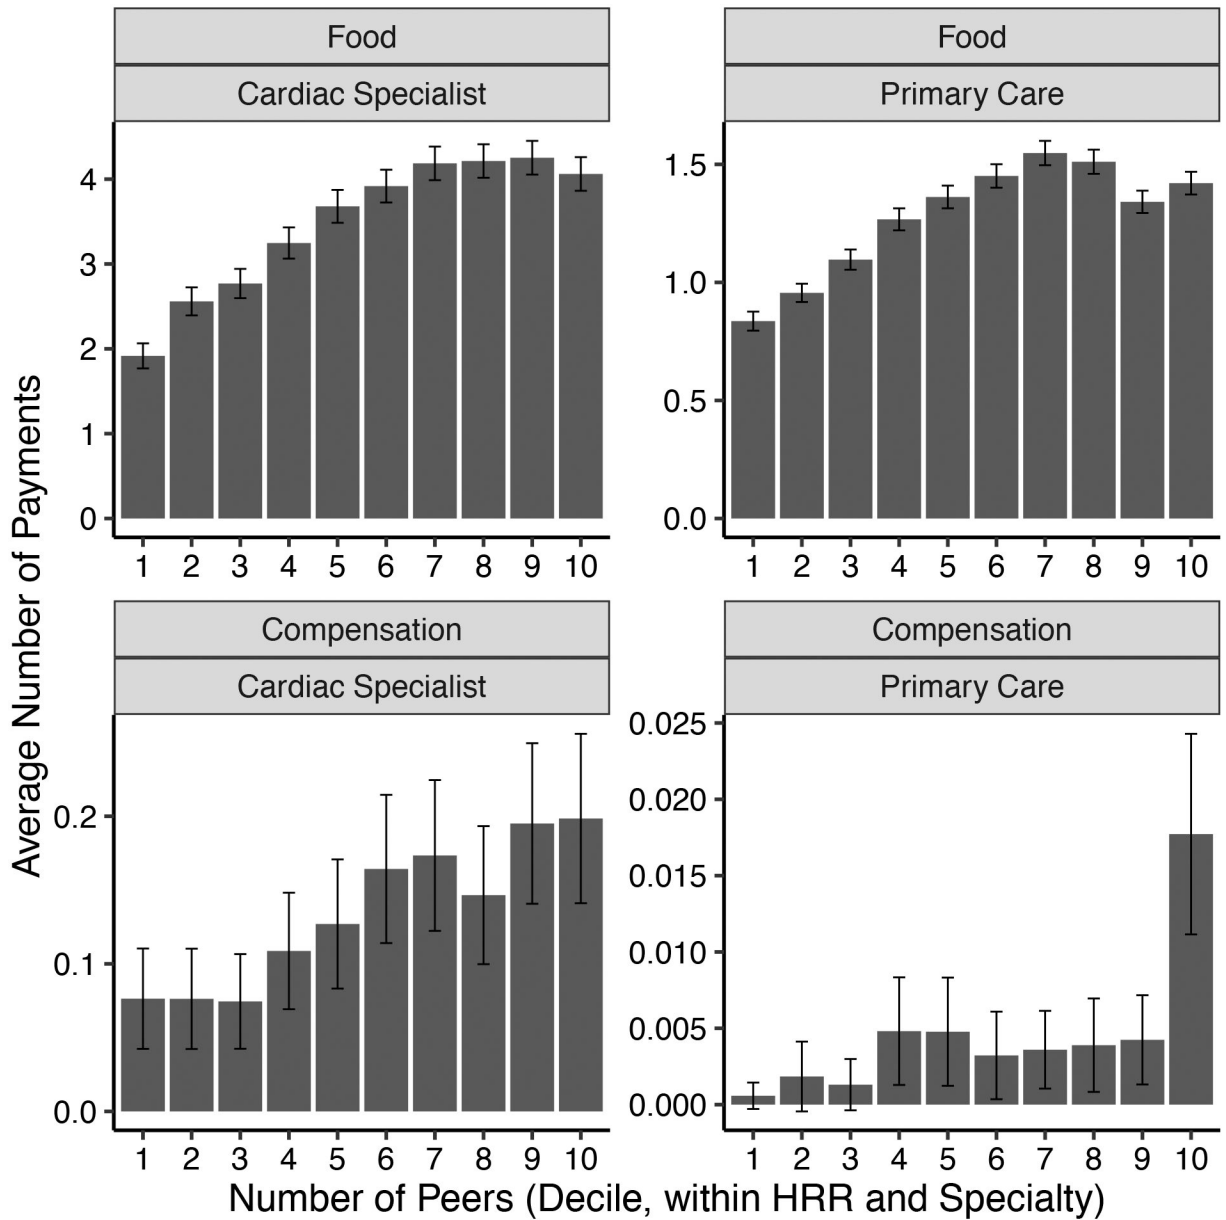 Food
Cardiac Specialist
4
3
2
1
0
1 2 3 4 5 6 7 8 9 10
Food
Primary Care
1.5
1.0
0.5
0.0
1 2 3 4 5 6 7 8 9 10
Average Number of Payments
Compensation
Cardiac Specialist
0.2
0.1
0.0
1 2 3 4 5 6 7 8 9 10
Compensation
Primary Care
0.025
0.020
0.015
0.010
0.005
0.000
1 2 3 4 5 6 7 8 9 10
Number of Peers (Decile, within HRR and Specialty)